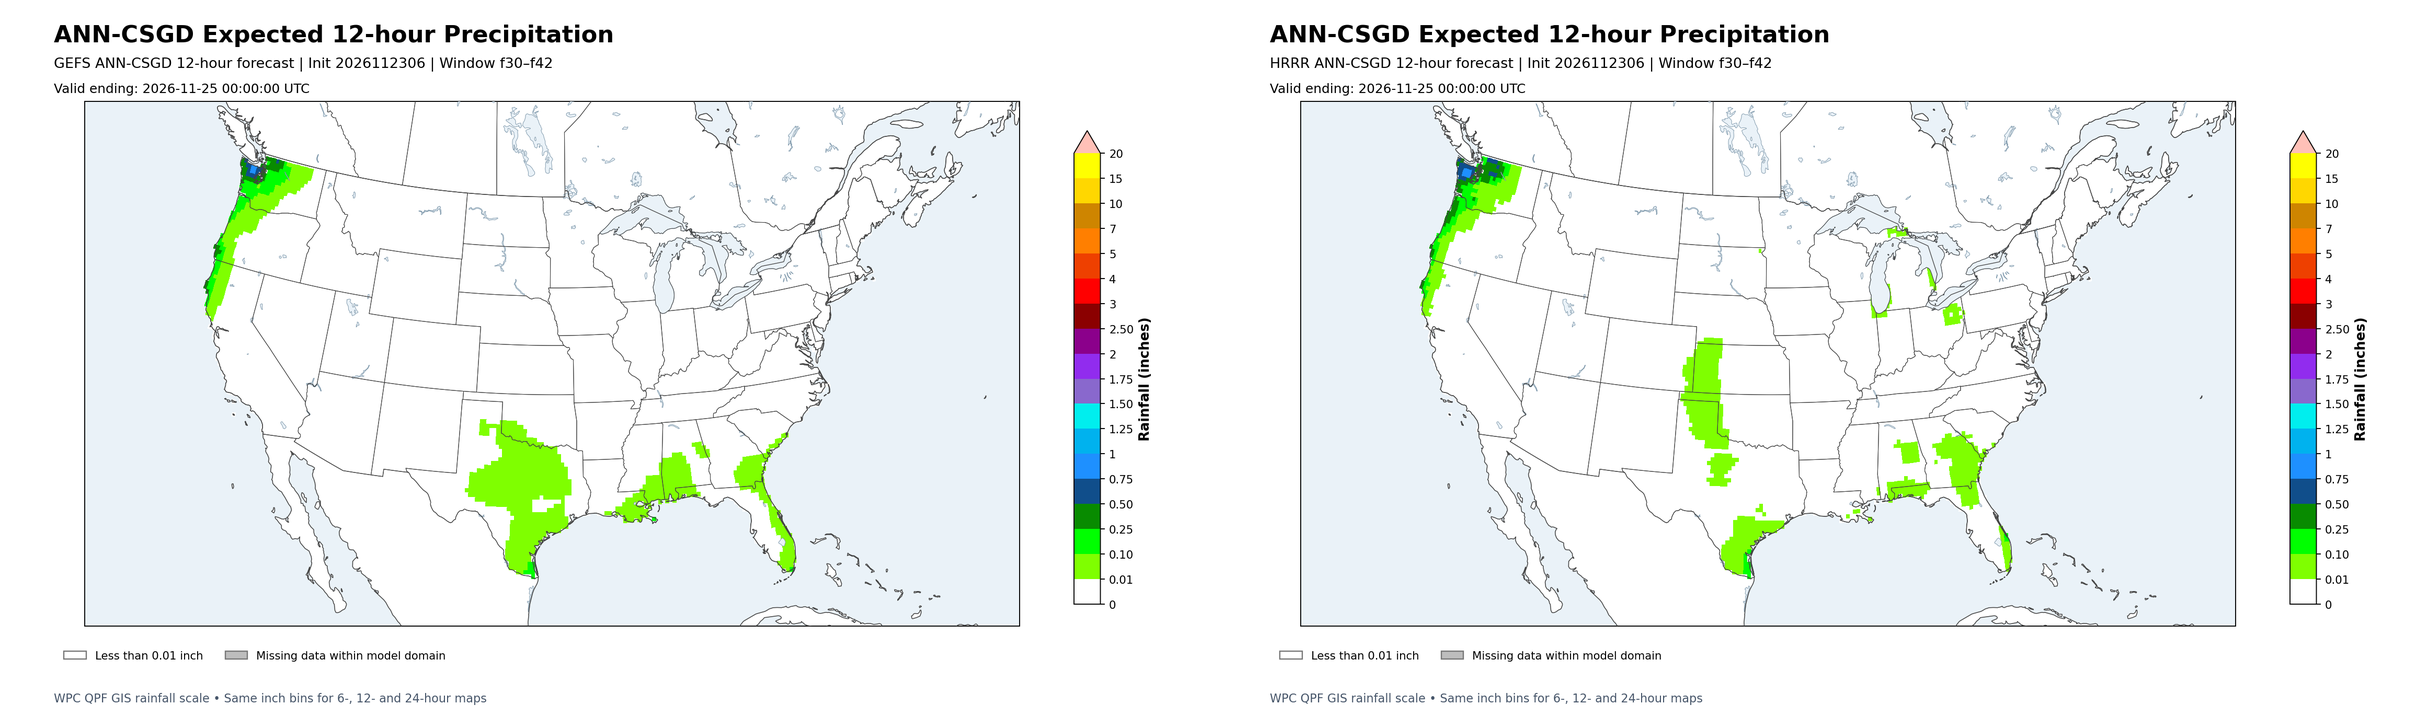 ANN-CSGD Expected 12-hour Precipitation
GEFS ANN-CSGD 12-hour forecast | Init 2026112306 | Window f30–f42
Valid ending: 2026-11-25 00:00:00 UTC
20
15
10
7
5
4
3
2.50
2
1.75
1.50
1.25
1
0.75
0.50
0.25
0.10
0.01
0
Rainfall (inches)
Less than 0.01 inch
Missing data within model domain
WPC QPF GIS rainfall scale • Same inch bins for 6-, 12- and 24-hour maps
ANN-CSGD Expected 12-hour Precipitation
HRRR ANN-CSGD 12-hour forecast | Init 2026112306 | Window f30–f42
Valid ending: 2026-11-25 00:00:00 UTC
20
15
10
7
5
4
3
2.50
2
1.75
1.50
1.25
1
0.75
0.50
0.25
0.10
0.01
0
Rainfall (inches)
Less than 0.01 inch
Missing data within model domain
WPC QPF GIS rainfall scale • Same inch bins for 6-, 12- and 24-hour maps